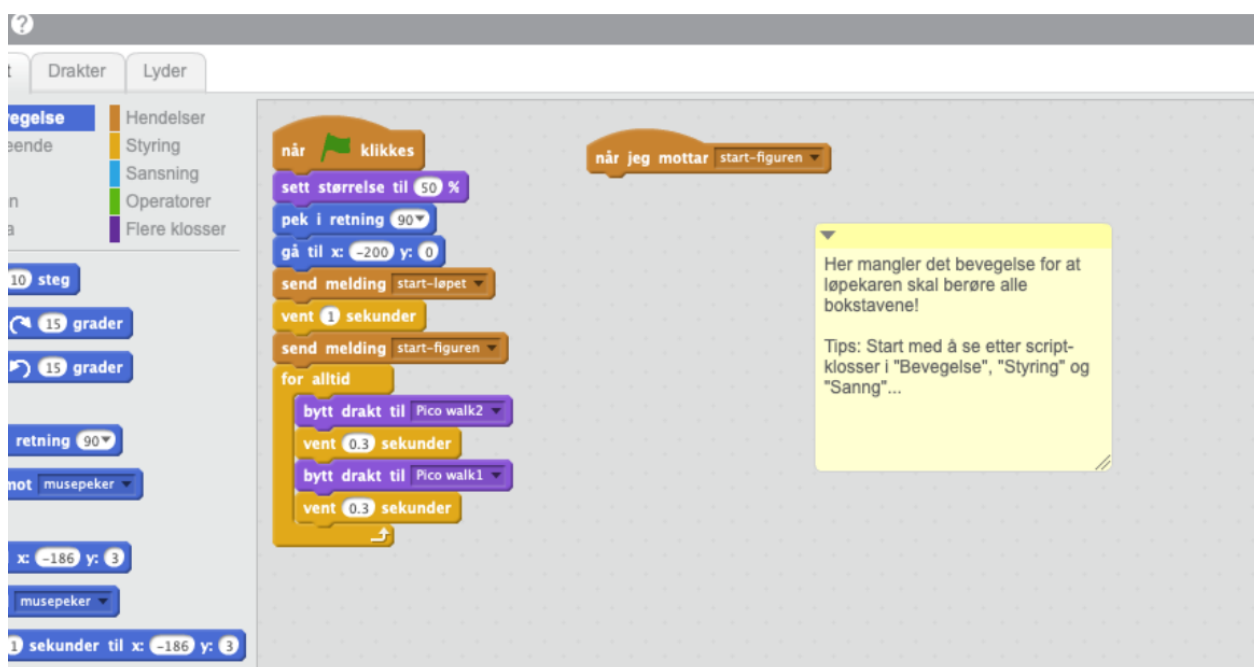 ?
t Drakter Lyder
vegelse Hendelser
eende Styring
Sansning
n Operatorer
a Flere klosser
10 steg
15 grader
15 grader
retning 90
mot musepeker
x: -186 y: 3
musepeker
1 sekunder til x: -186 y: 3
når klikkes
sett størrelse til 50 %
pek i retning 90
gå til x: -200 y: 0
send melding start-løpet
vent 1 sekunder
send melding start-figuren
for alltid
bytt drakt til Pico walk2
vent 0.3 sekunder
bytt drakt til Pico walk1
vent 0.3 sekunder
når jeg mottar start-figuren
Her mangler det bevegelse for at
løpekaren skal berøre alle
bokstavene!
Tips: Start med å se etter script-
klosser i "Bevegelse", "Styring" og
"Sanng"...